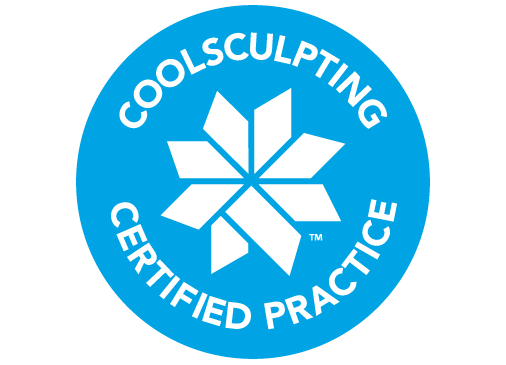 COOLSCULPTING
™
CERTIFIED PRACTICE